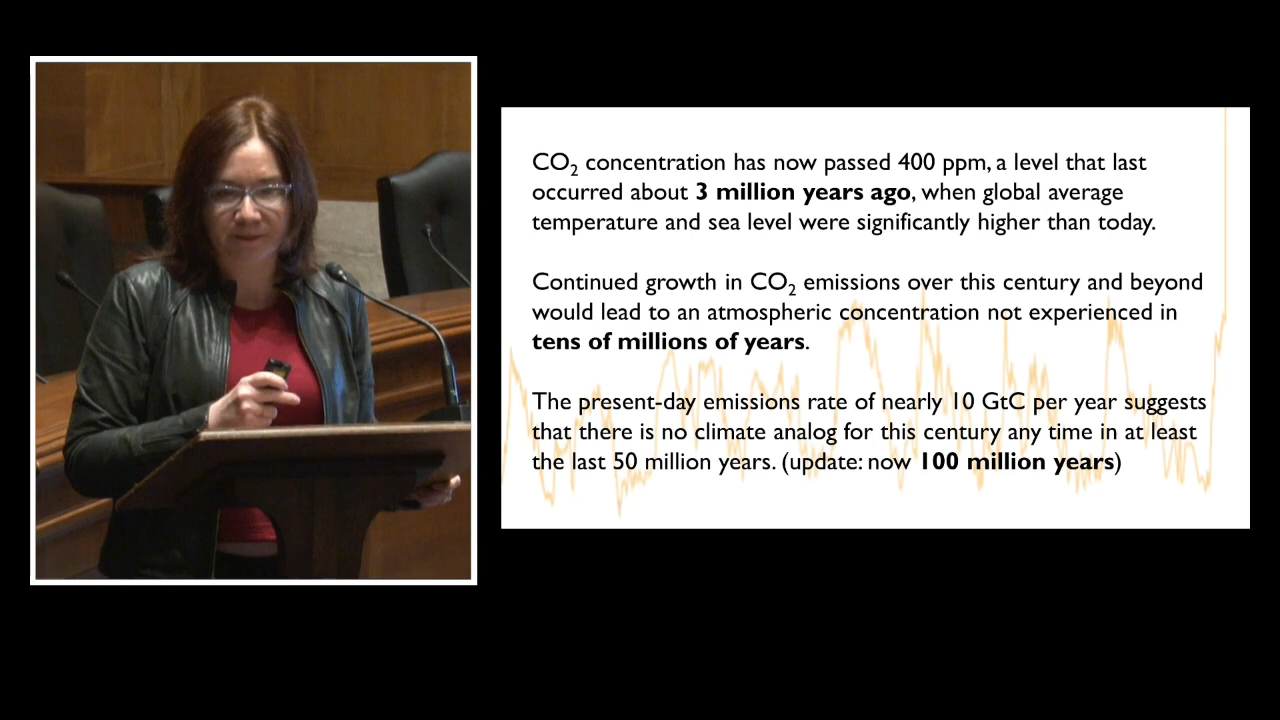 CO₂ concentration has now passed 400 ppm, a level that last
occurred about 3 million years ago, when global average
temperature and sea level were significantly higher than today.
Continued growth in CO₂ emissions over this century and beyond
would lead to an atmospheric concentration not experienced in
tens of millions of years.
The present-day emissions rate of nearly 10 GtC per year suggests
that there is no climate analog for this century any time in at least
the last 50 million years. (update: now 100 million years)